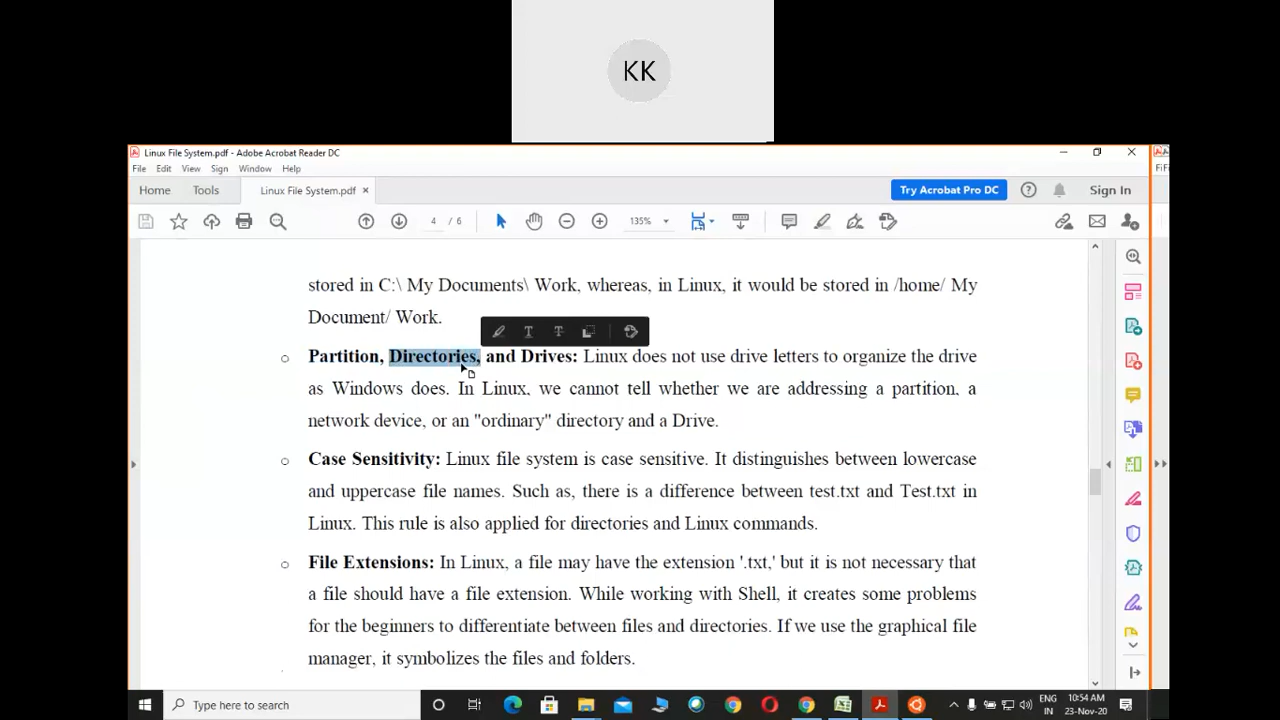 KK
Linux File System.pdf - Adobe Acrobat Reader DC
File Edit View Sign Window Help
Home Tools Linux File System.pdf × Try Acrobat Pro DC Sign In
4 / 6 135%
stored in C:\ My Documents\ Work, whereas, in Linux, it would be stored in /home/ My
Document/ Work.
o Partition, Directories, and Drives: Linux does not use drive letters to organize the drive
as Windows does. In Linux, we cannot tell whether we are addressing a partition, a
network device, or an "ordinary" directory and a Drive.
o Case Sensitivity: Linux file system is case sensitive. It distinguishes between lowercase
and uppercase file names. Such as, there is a difference between test.txt and Test.txt in
Linux. This rule is also applied for directories and Linux commands.
o File Extensions: In Linux, a file may have the extension '.txt,' but it is not necessary that
a file should have a file extension. While working with Shell, it creates some problems
for the beginners to differentiate between files and directories. If we use the graphical file
manager, it symbolizes the files and folders.
Type here to search
ENG 10:54 AM
IN 23-Nov-20